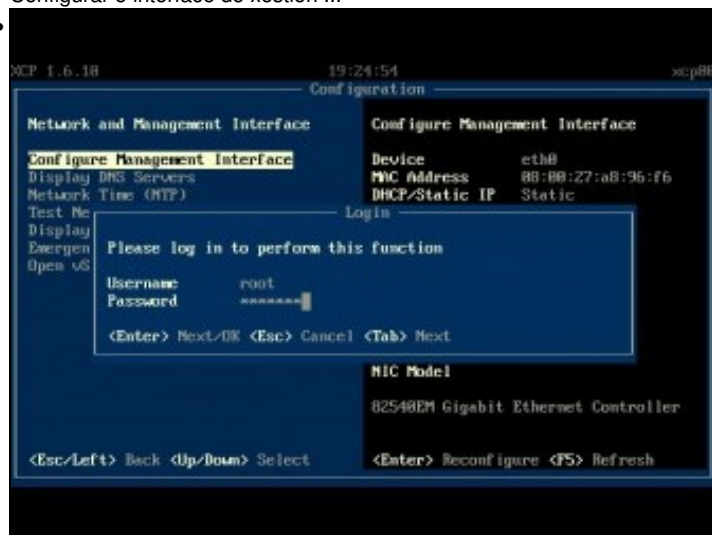 Configurar o interface de xestión ...
XCP 1.6.10 19:24:54
Configuration
Network and Management Interface Configure Management Interface
Configure Management Interface Device eth0
Display DNS Servers MAC Address 08:00:27:a8:96:f6
Network Time (NTP) DHCP/Static IP Static
Test Ne
Login
Display
Emergen Please log in to perform this function
Open vS
Username root
Password *******
<Enter> Next/OK <Esc> Cancel <Tab> Next
NIC Model
82540EM Gigabit Ethernet Controller
<Esc/Left> Back <Up/Down> Select <Enter> Reconfigure <F5> Refresh